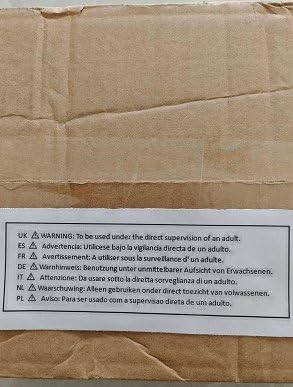 UK ⚠ WARNING: To be used under the direct supervision of an adult.
ES ⚠ Advertencia: Utilícese bajo la vigilancia directa de un adulto.
FR ⚠ Avertissement: A utiliser sous la surveillance d' un adulte.
DE ⚠ Warnhinweis: Benutzung unter unmittelbarer Aufsicht von Erwachsenen.
IT ⚠ Attenzione: Da usare sotto la diretta sorveglianza di un adulto.
NL ⚠ Waarschuwing: Alleen gebruiken onder direct toezicht van volwassenen.
PL ⚠ Aviso: Para ser usado com a supervisao direta de um adulto.